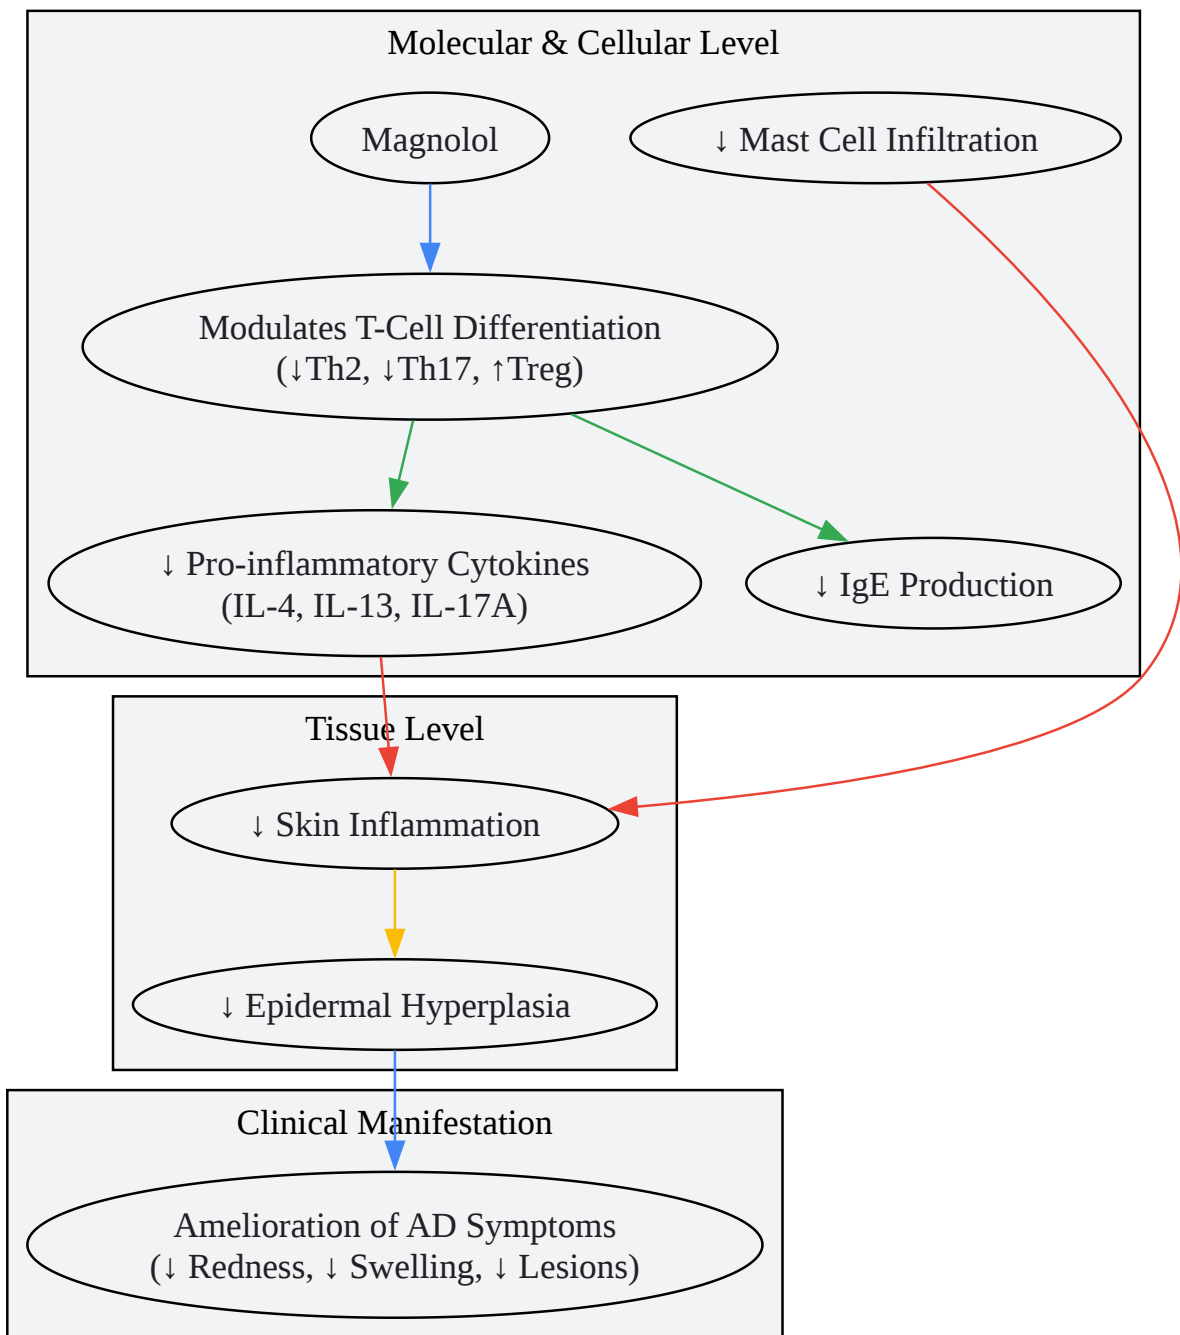 Molecular & Cellular Level
Magnolol
↓ Mast Cell Infiltration
Modulates T-Cell Differentiation
(↓Th2, ↓Th17, ↑Treg)
↓ Pro-inflammatory Cytokines
(IL-4, IL-13, IL-17A)
↓ IgE Production
Tissue Level
↓ Skin Inflammation
↓ Epidermal Hyperplasia
Clinical Manifestation
Amelioration of AD Symptoms
(↓ Redness, ↓ Swelling, ↓ Lesions)